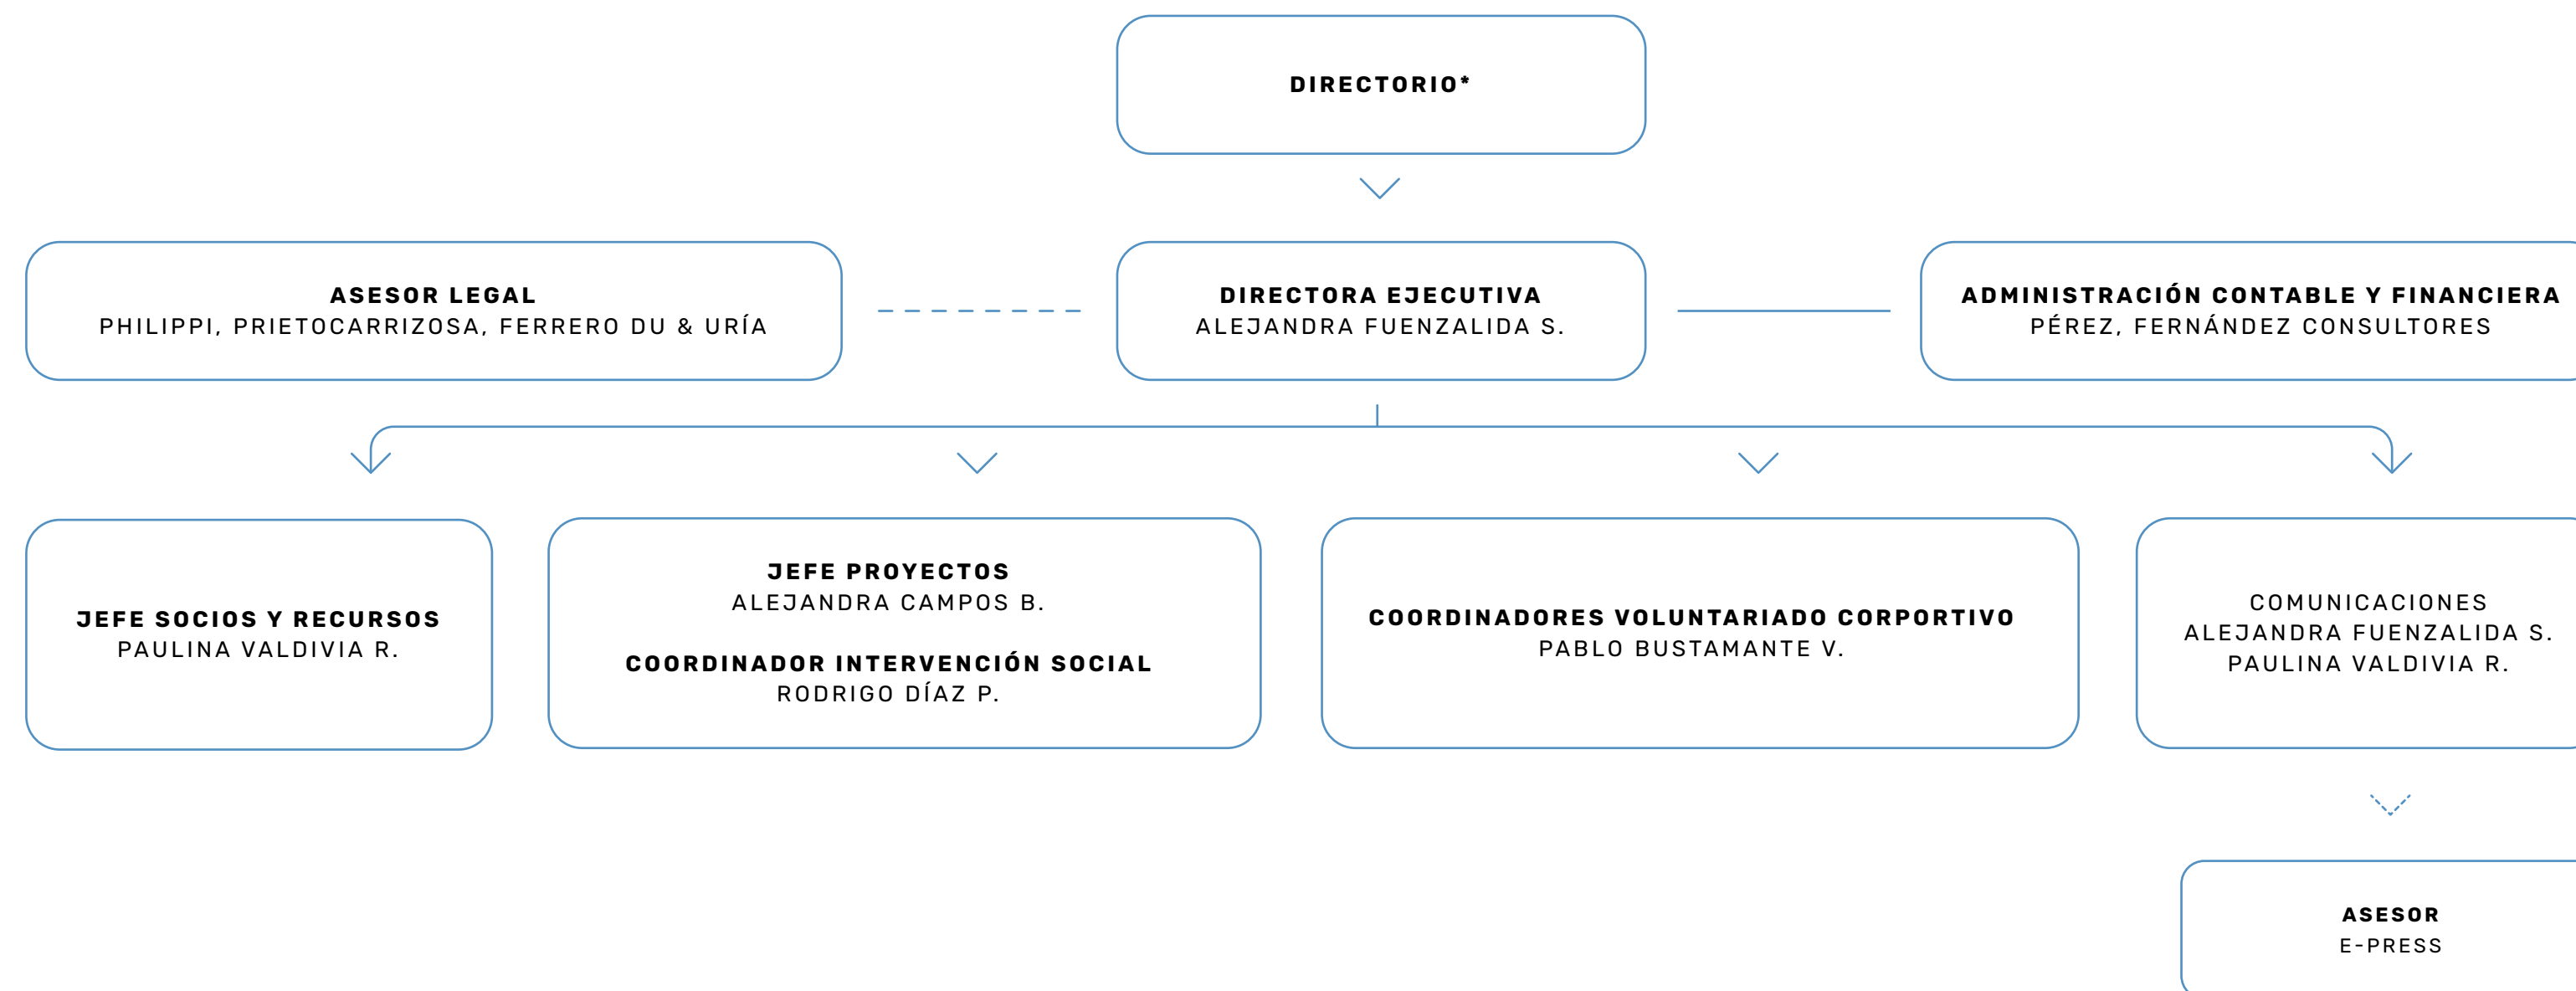 DIRECTORIO*
ASESOR LEGAL
PHILIPPI, PRIETOCARRIZOSA, FERRERO DU & URÍA
DIRECTORA EJECUTIVA
ALEJANDRA FUENZALIDA S.
ADMINISTRACIÓN CONTABLE Y FINANCIERA
PÉREZ, FERNÁNDEZ CONSULTORES
JEFE SOCIOS Y RECURSOS
PAULINA VALDIVIA R.
JEFE PROYECTOS
ALEJANDRA CAMPOS B.
COORDINADOR INTERVENCIÓN SOCIAL
RODRIGO DÍAZ P.
COORDINADORES VOLUNTARIADO CORPORTIVO
PABLO BUSTAMANTE V.
COMUNICACIONES
ALEJANDRA FUENZALIDA S.
PAULINA VALDIVIA R.
ASESOR
E-PRESS